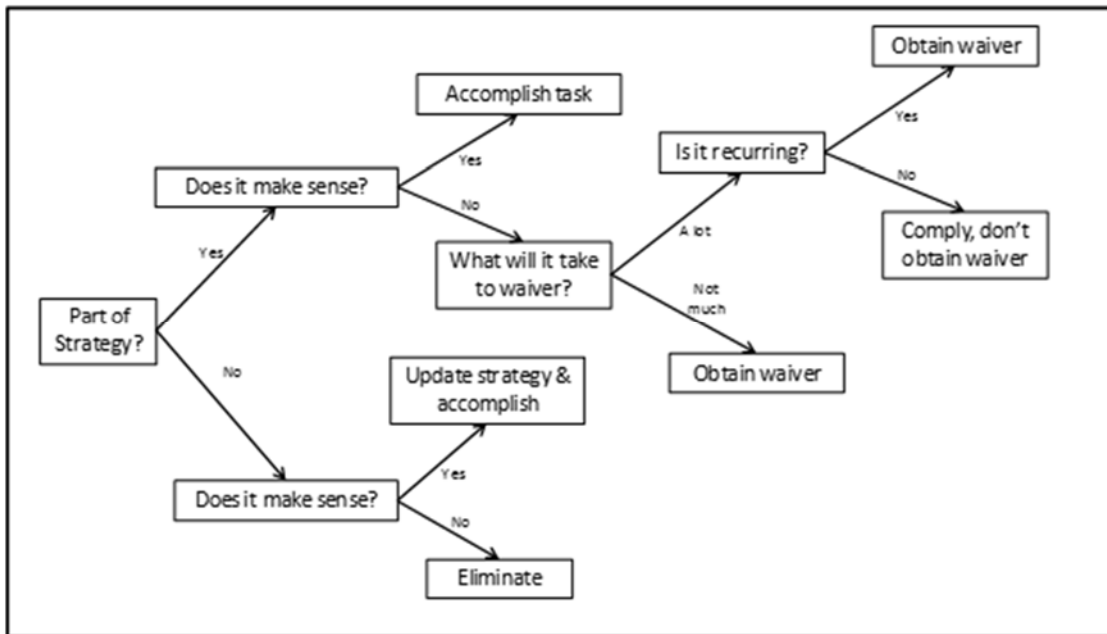 Obtain waiver
Accomplish task
Yes
Is it recurring?
Yes
Does it make sense?
No
No
A lot
Comply, don't
obtain waiver
Yes
What will it take
to waiver?
Not
much
Part of
Strategy?
No
Update strategy &
accomplish
Obtain waiver
Yes
Does it make sense?
No
Eliminate